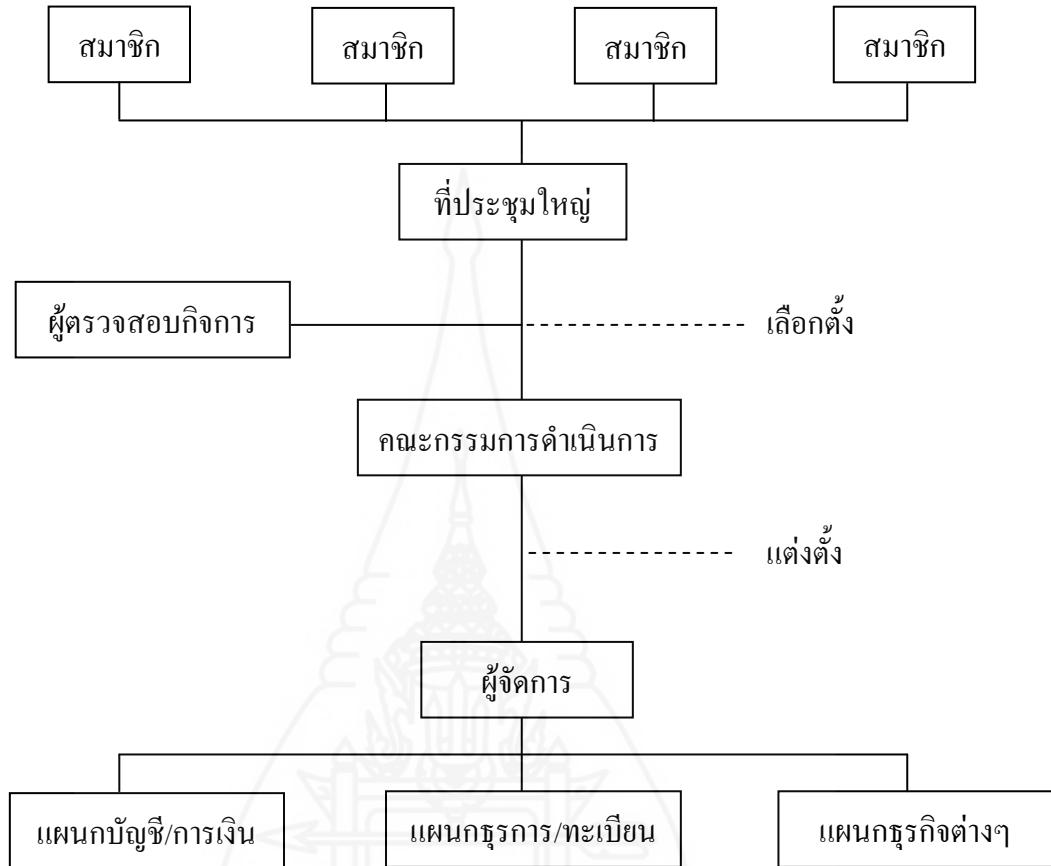 สมาชิก
สมาชิก
สมาชิก
สมาชิก
ที่ประชุมใหญ่
ผู้ตรวจสอบกิจการ
เลือกตั้ง
คณะกรรมการดำเนินการ
แต่งตั้ง
ผู้จัดการ
แผนกบัญชี/การเงิน
แผนกธุรการ/ทะเบียน
แผนกธุรกิจต่างๆ